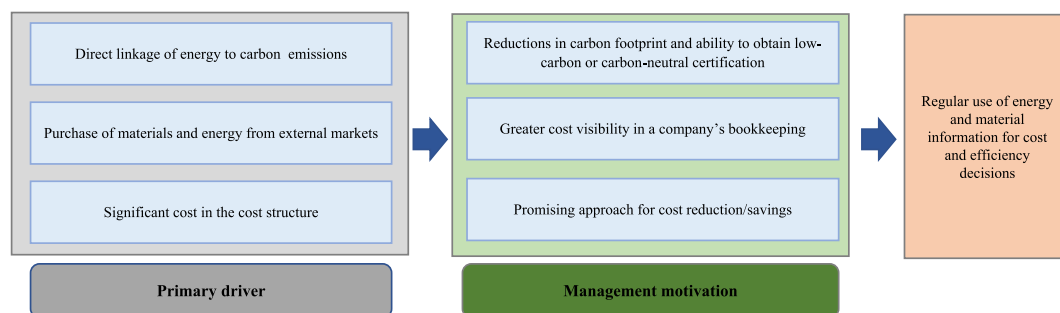 Direct linkage of energy to carbon emissions
Purchase of materials and energy from external markets
Significant cost in the cost structure
Primary driver
Reductions in carbon footprint and ability to obtain low-
carbon or carbon-neutral certification
Greater cost visibility in a company’s bookkeeping
Promising approach for cost reduction/savings
Management motivation
Regular use of energy
and material
information for cost
and efficiency
decisions